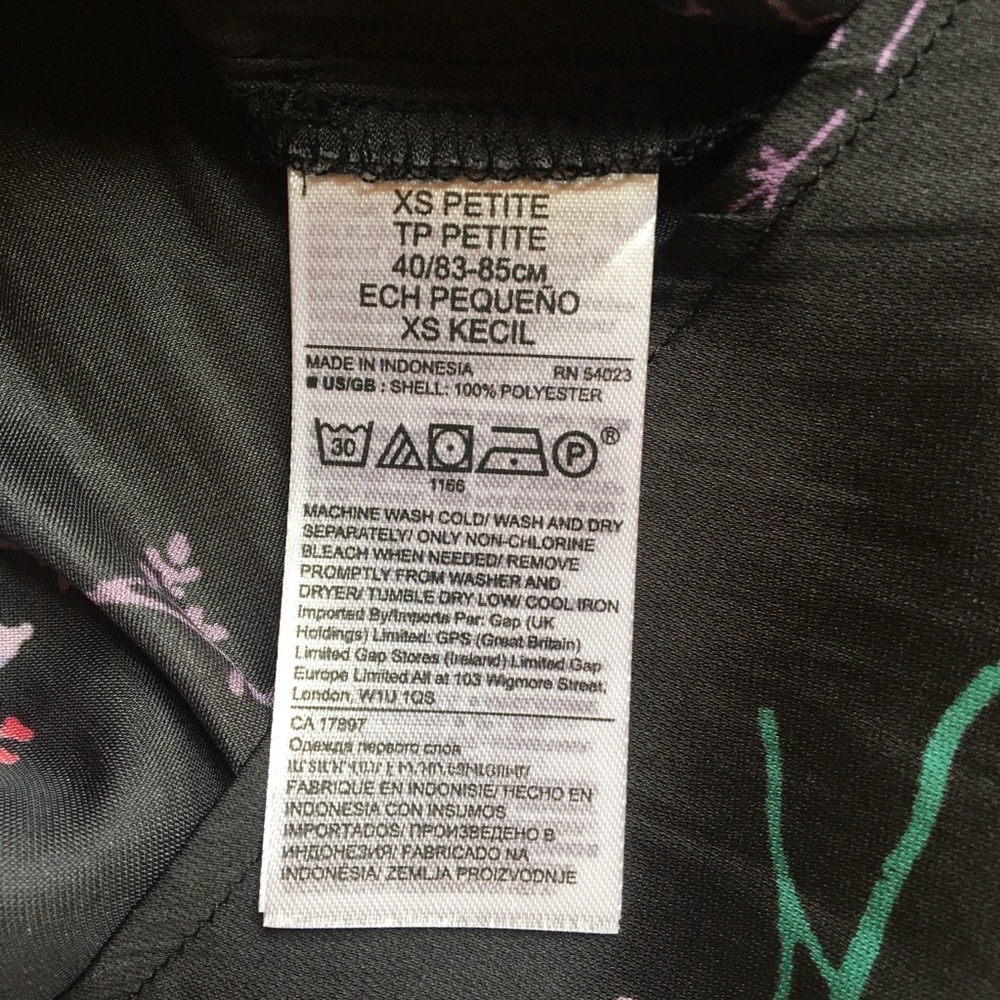 XS PETITE
TP PETITE
40/83-85CM
ECH PEQUEÑO
XS KECIL
MADE IN INDONESIA RN 54023
■ US/GB : SHELL: 100% POLYESTER
30 P ®
1166
MACHINE WASH COLD/ WASH AND DRY
SEPARATELY/ ONLY NON-CHLORINE
BLEACH WHEN NEEDED/ REMOVE
PROMPTLY FROM WASHER AND
DRYER/ TUMBLE DRY LOW/ COOL IRON
Imported By/Importe Par: Gap (UK
Holdings) Limited: GPS (Great Britain)
Limited Gap Stores (Ireland) Limited Gap
Europe Limited All at 103 Wigmore Street,
London, W1U 1QS
CA 17897
Одежда первого слоя
FABRIQUE EN INDONISIE/ HECHO EN
INDONESIA CON INSUMOS
IMPORTADOS/ ПРОИЗВЕДЕНО В
ИНДОНЕЗИЯ/ FABRICADO NA
INDONESIA/ ZEMLJA PROIZVODNJE